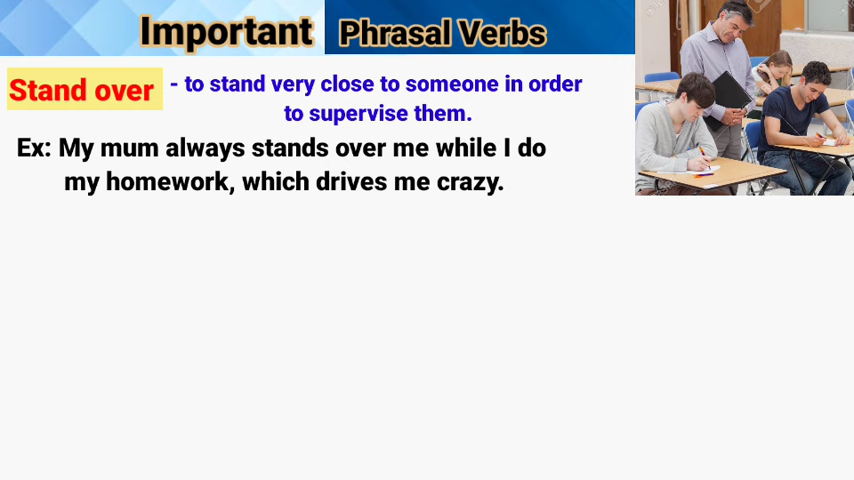 Important Phrasal Verbs
Stand over - to stand very close to someone in order
to supervise them.
Ex: My mum always stands over me while I do
my homework, which drives me crazy.